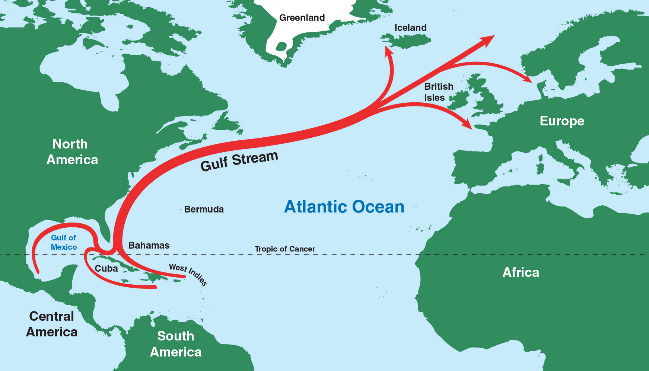 Greenland
Iceland
British
Isles
North
America
Europe
Gulf Stream
Bermuda
Atlantic Ocean
Gulf of
Mexico
Bahamas
Tropic of Cancer
Cuba
West Indies
Africa
Central
America
South
America